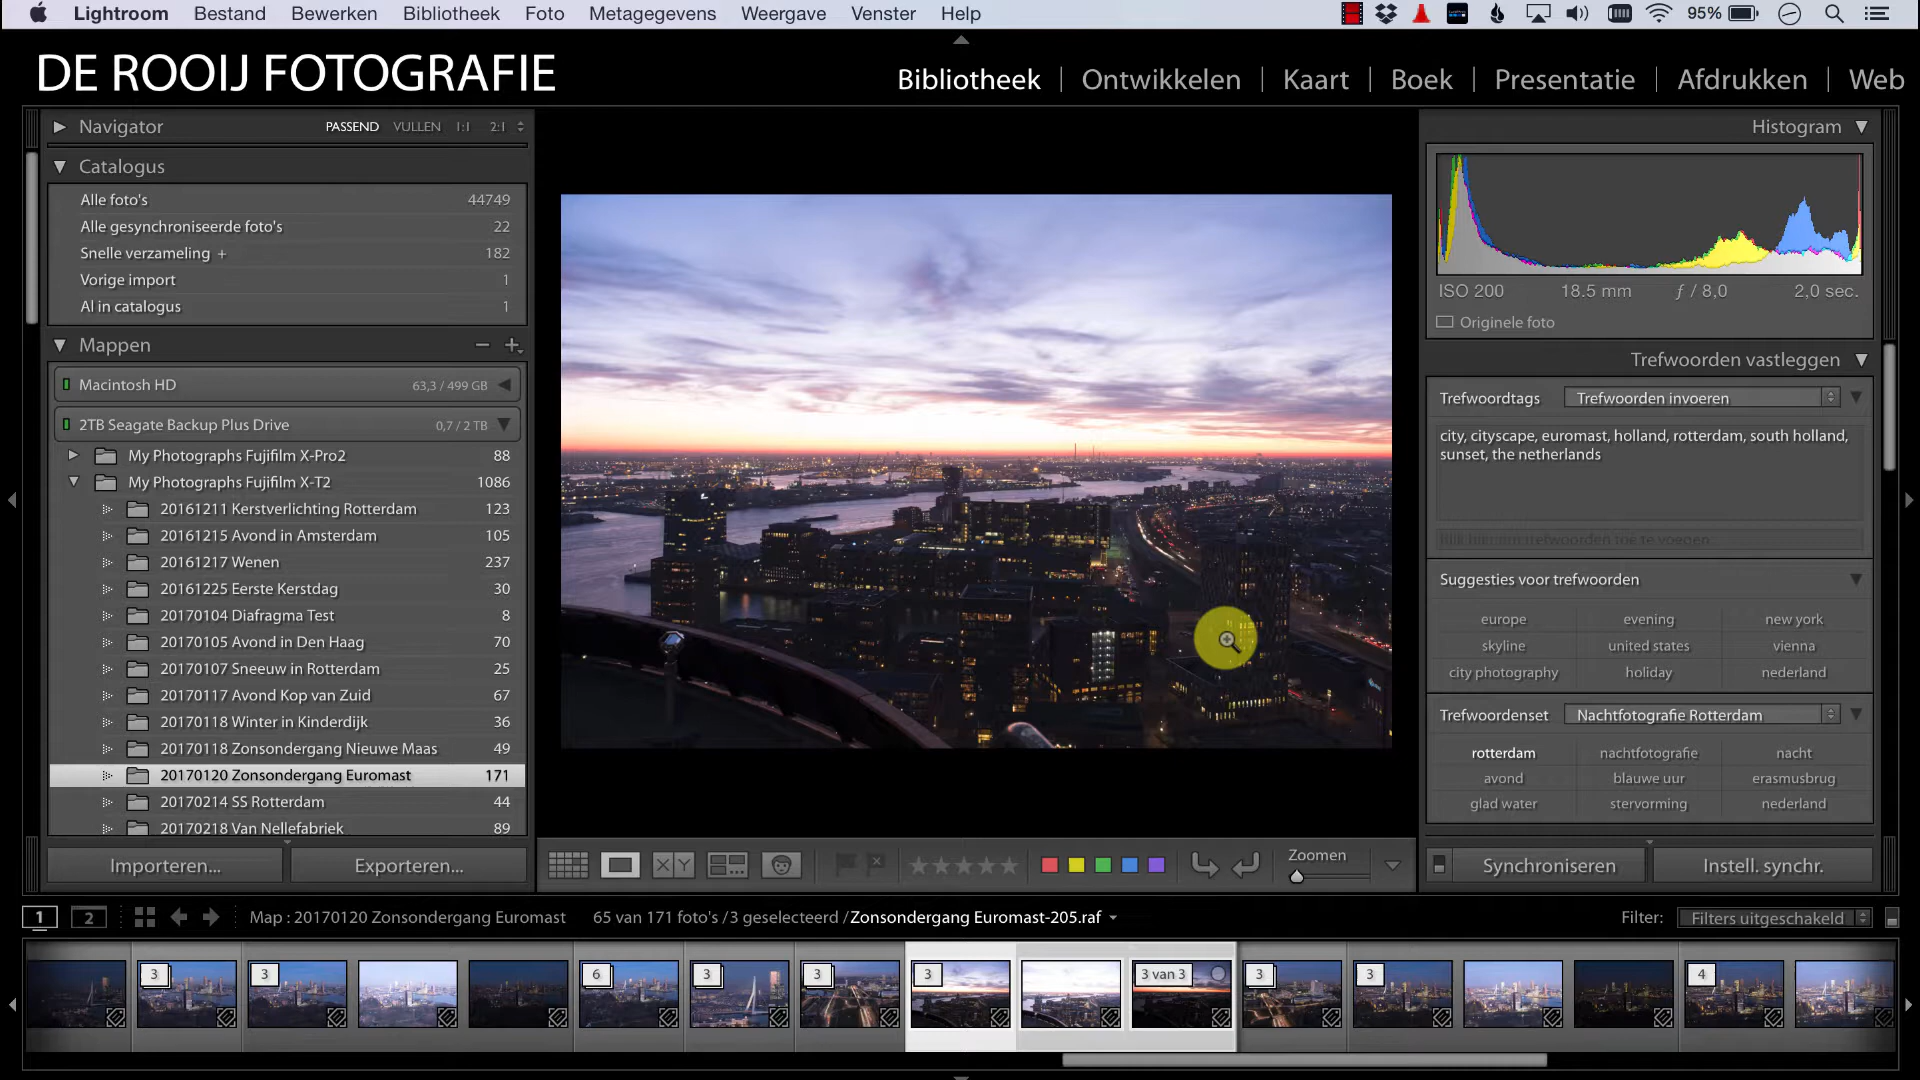 Lightroom Bestand Bewerken Bibliotheek Foto Metagegevens Weergave Venster Help 95%
DE ROOIJ FOTOGRAFIE
Bibliotheek | Ontwikkelen | Kaart | Boek | Presentatie | Afdrukken | Web
Navigator PASSEND VULLEN 1:1 2:1
Catalogus
Alle foto's 44749
Alle gesynchroniseerde foto's 22
Snelle verzameling + 182
Vorige import 1
Al in catalogus 1
Mappen
Macintosh HD 63,3 / 499 GB
2TB Seagate Backup Plus Drive 0,7 / 2 TB
My Photographs Fujifilm X-Pro2 88
My Photographs Fujifilm X-T2 1086
20161211 Kerstverlichting Rotterdam 123
20161215 Avond in Amsterdam 105
20161217 Wenen 237
20161225 Eerste Kerstdag 30
20170104 Diafragma Test 8
20170105 Avond in Den Haag 70
20170107 Sneeuw in Rotterdam 25
20170117 Avond Kop van Zuid 67
20170118 Winter in Kinderdijk 36
20170118 Zonsondergang Nieuwe Maas 49
20170120 Zonsondergang Euromast 171
20170214 SS Rotterdam 44
20170218 Van Nellefabriek 89
Importeren... Exporteren...
Histogram
ISO 200 18.5 mm ƒ / 8,0 2,0 sec.
Originele foto
Trefwoorden vastleggen
Trefwoordtags Trefwoorden invoeren
city, cityscape, euromast, holland, rotterdam, south holland,
sunset, the netherlands
Klik hier om trefwoorden toe te voegen...
Suggesties voor trefwoorden
europe evening new york
skyline united states vienna
city photography holiday nederland
Trefwoordenset Nachtfotografie Rotterdam
rotterdam nachtfotografie nacht
avond blauwe uur erasmusbrug
glad water stervorming nederland
X Y Zoomen
Synchroniseren Instell. synchr.
1 2 Map : 20170120 Zonsondergang Euromast 65 van 171 foto's /3 geselecteerd /Zonsondergang Euromast-205.raf Filter: Filters uitgeschakeld
3 3 6 3 3 3 3 van 3 3 3 4